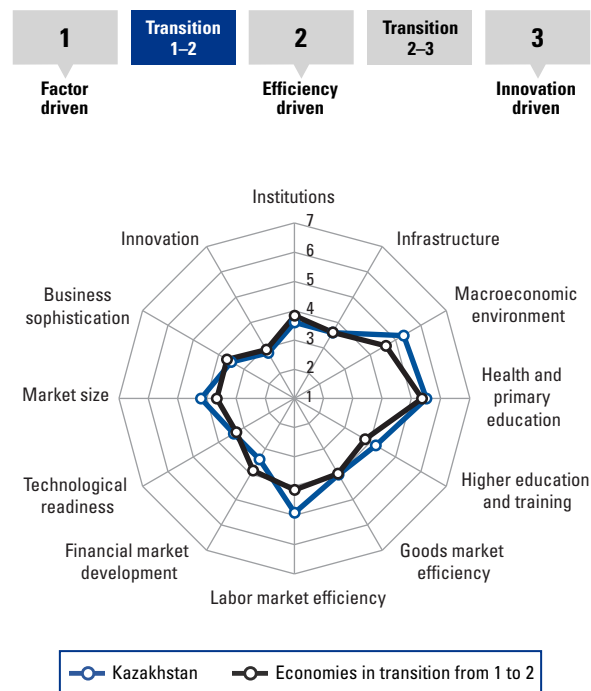 1
Transition
1–2
2
Transition
2–3
3
Factor
driven
Efficiency
driven
Innovation
driven
Institutions
7
6
5
4
3
2
1
Infrastructure
Macroeconomic
environment
Health and
primary
education
Higher education
and training
Goods market
efficiency
Labor market efficiency
Financial market
development
Technological
readiness
Market size
Business
sophistication
Innovation
Kazakhstan
Economies in transition from 1 to 2